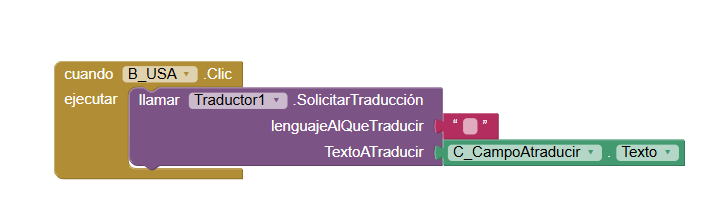 cuando B_USA .Clic
ejecutar llamar Traductor1 .SolicitarTraducción
lenguajeAlQueTraducir “ ”
TextoATraducir C_CampoAtraducir . Texto